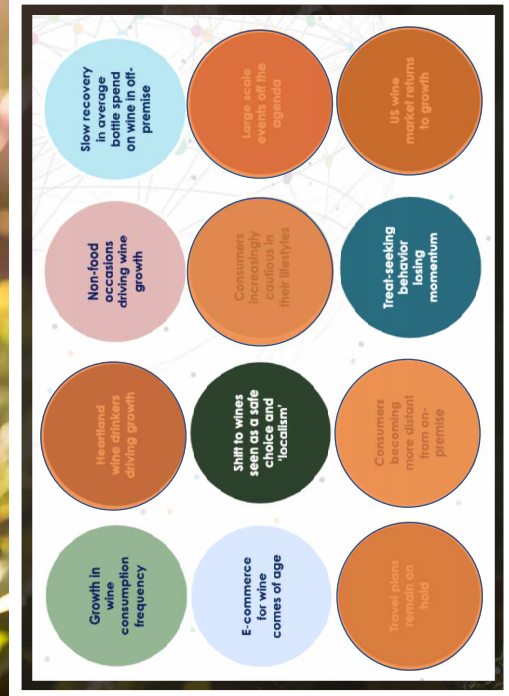 Growth in
wine
consumption
frequency
Heartland
wine drinkers
driving growth
Non-food
occasions
driving wine
growth
Slow recovery
in average
bottle spend
on wine in off-
premise
E-commerce
for wine
comes of age
Shift to wines
seen as a safe
choice and
'localism'
Consumers
increasingly
cautious in
their lifestyles
Large scale
events off the
agenda
Travel plans
remain on
hold
Consumers
becoming
more distant
from on-
premise
Treat-seeking
behavior
losing
momentum
US wine
market returns
to growth